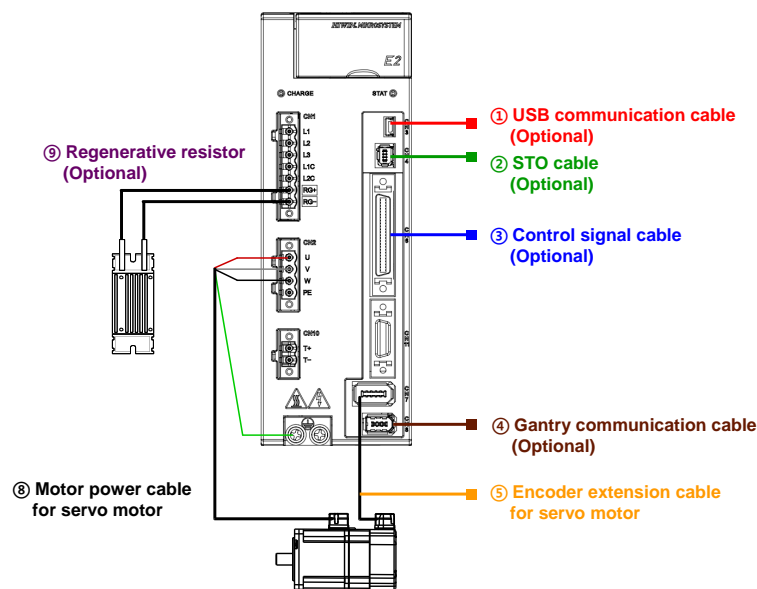 HIWIN. MIKROSYSTEM
E2
CHARGE
STAT
CN1
L1
L2
L3
L1C
L2C
RG+
RG-
CN2
U
V
W
PE
CN10
T+
T-
① USB communication cable
(Optional)
② STO cable
(Optional)
③ Control signal cable
(Optional)
④ Gantry communication cable
(Optional)
⑤ Encoder extension cable
for servo motor
⑧ Motor power cable
for servo motor
⑨ Regenerative resistor
(Optional)